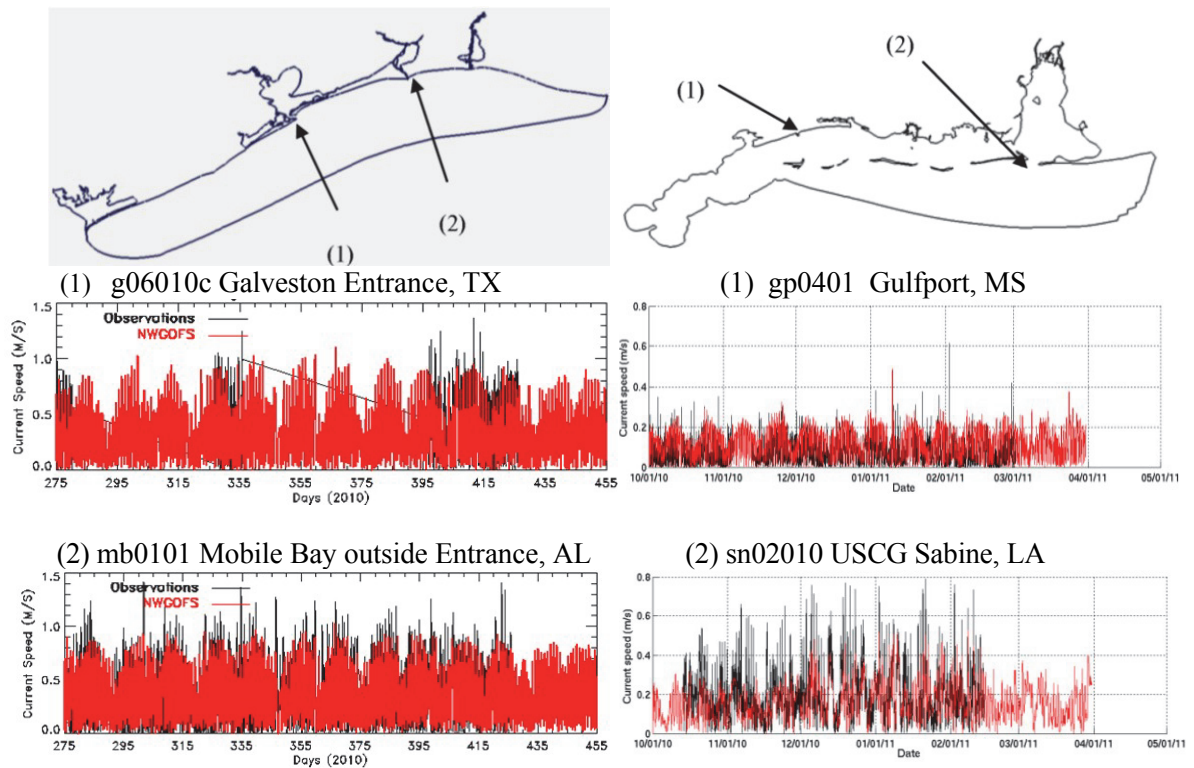 (1)
(2)
(1)
(2)
(1) g06010c Galveston Entrance, TX
1.5
1.0
0.5
0.0
Current Speed (M/S)
Observations
NWGOFS
275 295 315 335 355 375 395 415 435 455
Days (2010)
(1) gp0401 Gulfport, MS
0.8
0.6
0.4
0.2
0
Current speed (m/s)
10/01/10 11/01/10 12/01/10 01/01/11 02/01/11 03/01/11 04/01/11 05/01/11
Date
(2) mb0101 Mobile Bay outside Entrance, AL
1.5
1.0
0.5
0.0
Current Speed (M/S)
Observations
NWGOFS
275 295 315 335 355 375 395 415 435 455
Days (2010)
(2) sn02010 USCG Sabine, LA
0.8
0.6
0.4
0.2
0
Current speed (m/s)
10/01/10 11/01/10 12/01/10 01/01/11 02/01/11 03/01/11 04/01/11 05/01/11
Date